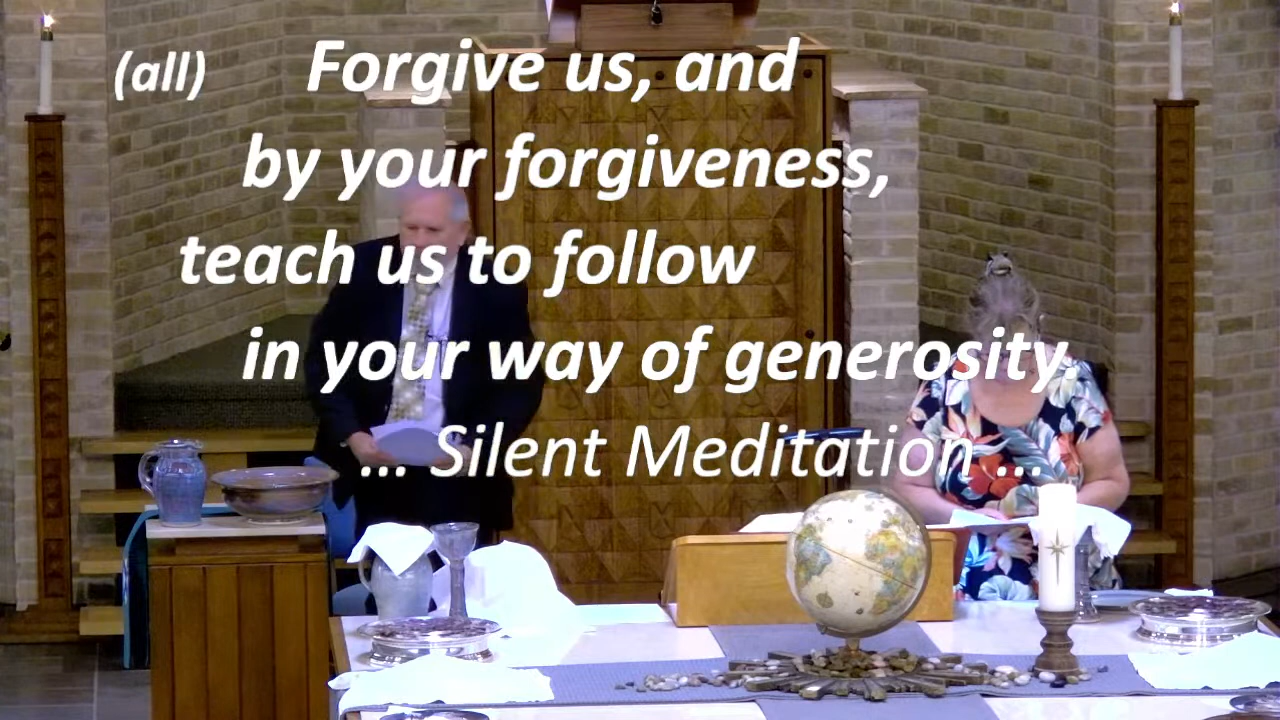 (all) Forgive us, and
by your forgiveness,
teach us to follow
in your way of generosity.
... Silent Meditation ...